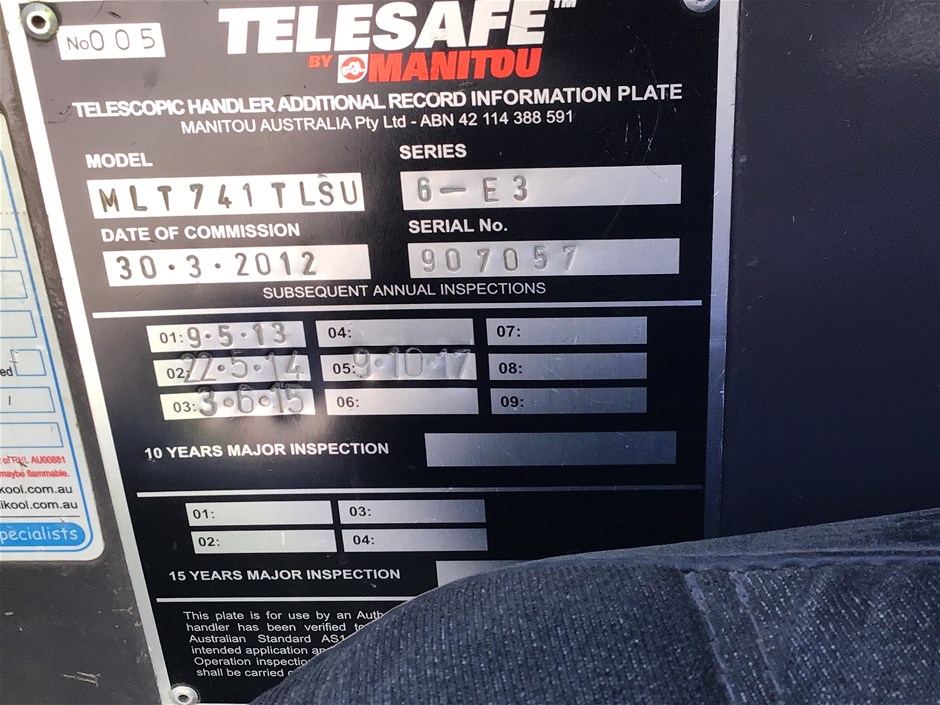 No 005
TELESAFE™
BY MANITOU
TELESCOPIC HANDLER ADDITIONAL RECORD INFORMATION PLATE
MANITOU AUSTRALIA Pty Ltd - ABN 42 114 388 591
MODEL
MLT741TLSU
SERIES
6-E3
DATE OF COMMISSION
30·3·2012
SERIAL No.
907057
SUBSEQUENT ANNUAL INSPECTIONS
01: 9·5·13
04:
07:
02: 22·5·14
05: 9·10·17
08:
03: 3·6·15
06:
09:
10 YEARS MAJOR INSPECTION
01:
03:
02:
04:
15 YEARS MAJOR INSPECTION
This plate is for use by an
handler has been verified
Australian Standard
intended application
Operation
shall be carried
ed
/
AU00881
maybe flammable.
kool.com.au
ikool.com.au
pecialists